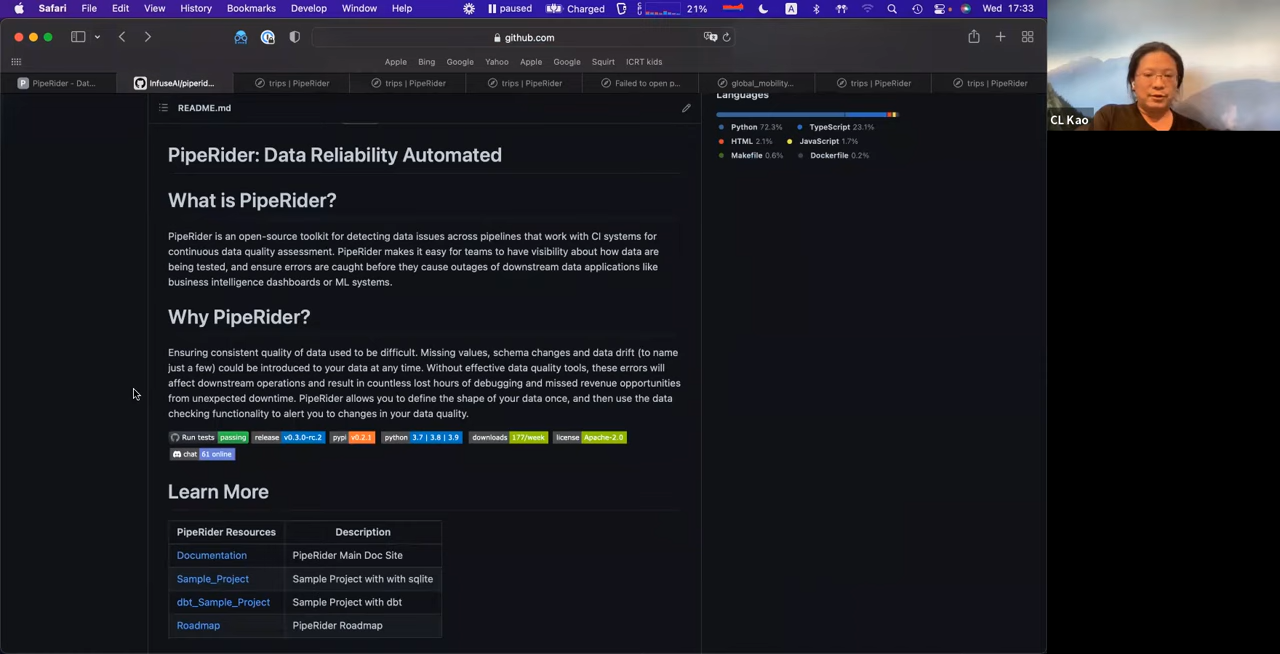 Safari File Edit View History Bookmarks Develop Window Help paused Charged 21% A Wed 17:33
github.com
Apple Bing Google Yahoo Apple Google Squirt ICRT kids
PipeRider - Dat... InfuseAI/piperid... trips | PipeRider trips | PipeRider trips | PipeRider Failed to open p... global_mobility... trips | PipeRider trips | PipeRider
README.md
PipeRider: Data Reliability Automated
What is PipeRider?
PipeRider is an open-source toolkit for detecting data issues across pipelines that work with CI systems for
continuous data quality assessment. PipeRider makes it easy for teams to have visibility about how data are
being tested, and ensure errors are caught before they cause outages of downstream data applications like
business intelligence dashboards or ML systems.
Why PipeRider?
Ensuring consistent quality of data used to be difficult. Missing values, schema changes and data drift (to name
just a few) could be introduced to your data at any time. Without effective data quality tools, these errors will
affect downstream operations and result in countless lost hours of debugging and missed revenue opportunities
from unexpected downtime. PipeRider allows you to define the shape of your data once, and then use the data
checking functionality to alert you to changes in your data quality.
Run tests passing release v0.3.0-rc.2 pypi v0.2.1 python 3.7 | 3.8 | 3.9 downloads 177/week license Apache-2.0
chat 61 online
Learn More
PipeRider Resources Description
Documentation PipeRider Main Doc Site
Sample_Project Sample Project with with sqlite
dbt_Sample_Project Sample Project with dbt
Roadmap PipeRider Roadmap
Languages
Python 72.3% TypeScript 23.1%
HTML 2.1% JavaScript 1.7%
Makefile 0.6% Dockerfile 0.2%
CL Kao